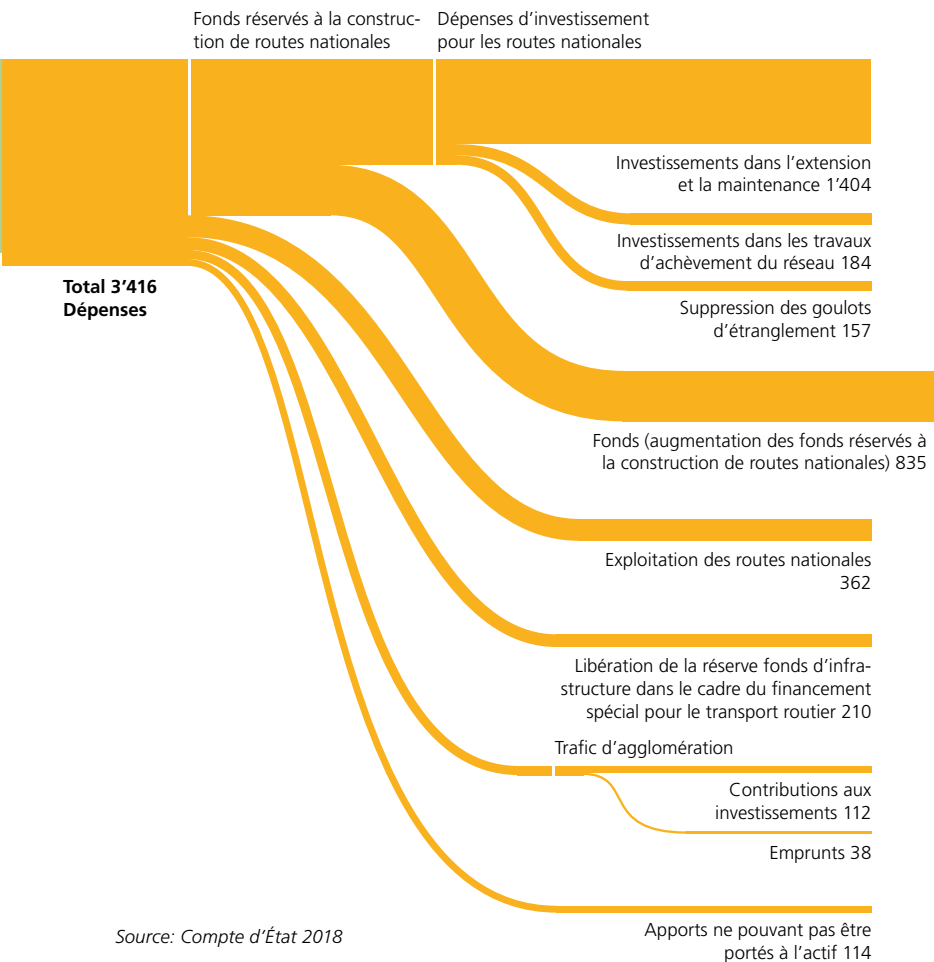 Fonds réservés à la construc-
tion de routes nationales
Dépenses d’investissement
pour les routes nationales
Investissements dans l’extension
et la maintenance 1’404
Investissements dans les travaux
d’achèvement du réseau 184
Total 3’416
Dépenses
Suppression des goulots
d’étranglement 157
Fonds (augmentation des fonds réservés à
la construction de routes nationales) 835
Exploitation des routes nationales
362
Libération de la réserve fonds d’infra-
structure dans le cadre du financement
spécial pour le transport routier 210
Trafic d’agglomération
Contributions aux
investissements 112
Emprunts 38
Apports ne pouvant pas être
portés à l’actif 114
Source: Compte d’État 2018